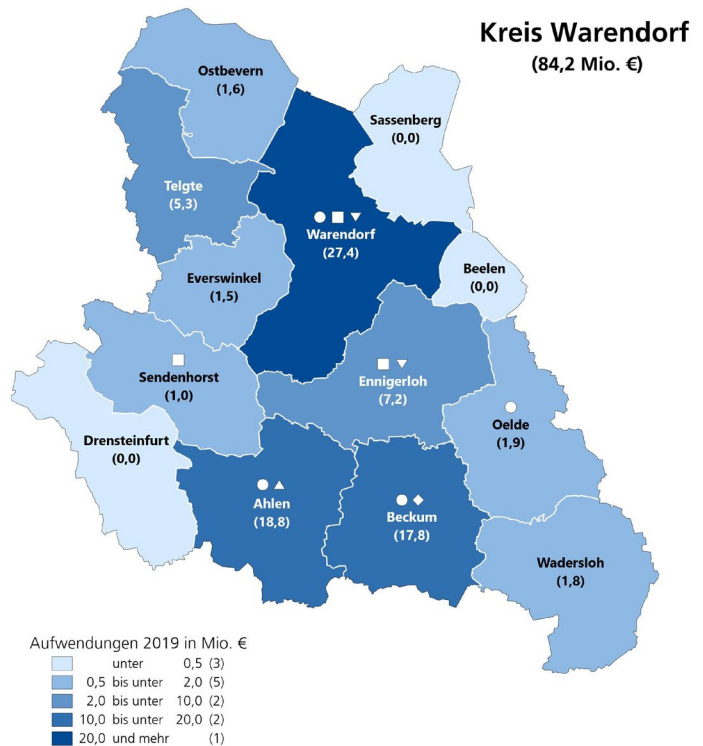 Kreis Warendorf
(84,2 Mio. €)
Ostbevern
(1,6)
Sassenberg
(0,0)
Telgte
(5,3)
Warendorf
(27,4)
Everswinkel
(1,5)
Beelen
(0,0)
Sendenhorst
(1,0)
Ennigerloh
(7,2)
Oelde
(1,9)
Drensteinfurt
(0,0)
Ahlen
(18,8)
Beckum
(17,8)
Wadersloh
(1,8)
Aufwendungen 2019 in Mio. €
unter 0,5 (3)
0,5 bis unter 2,0 (5)
2,0 bis unter 10,0 (2)
10,0 bis unter 20,0 (2)
20,0 und mehr (1)